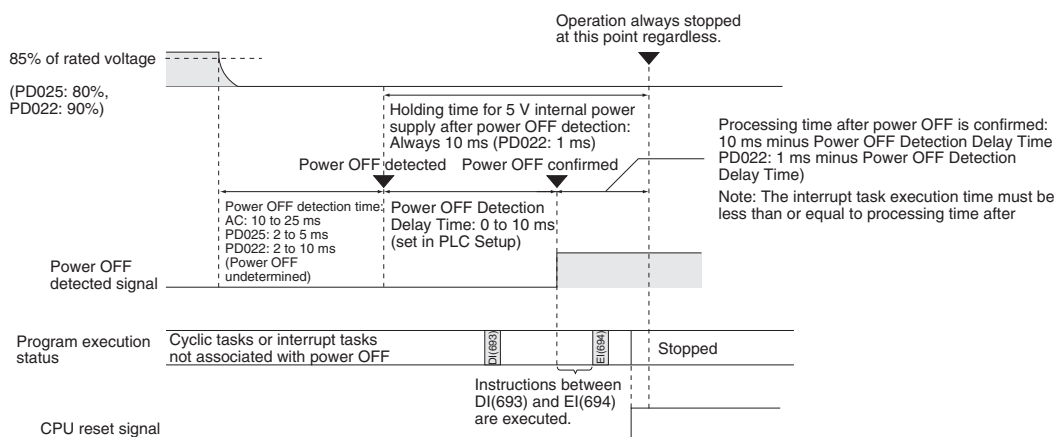 Operation always stopped
at this point regardless.
85% of rated voltage
(PD025: 80%,
PD022: 90%)
Holding time for 5 V internal power
supply after power OFF detection:
Always 10 ms (PD022: 1 ms)
Processing time after power OFF is confirmed:
10 ms minus Power OFF Detection Delay Time
PD022: 1 ms minus Power OFF Detection
Delay Time)
Note: The interrupt task execution time must be
less than or equal to processing time after
Power OFF detected
Power OFF confirmed
Power OFF detection time:
AC: 10 to 25 ms
PD025: 2 to 5 ms
PD022: 2 to 10 ms
(Power OFF
undetermined)
Power OFF Detection
Delay Time: 0 to 10 ms
(set in PLC Setup)
Power OFF
detected signal
Program execution
status
Cyclic tasks or interrupt tasks
not associated with power OFF
DI(693)
EI(694)
Stopped
Instructions between
DI(693) and EI(694)
are executed.
CPU reset signal